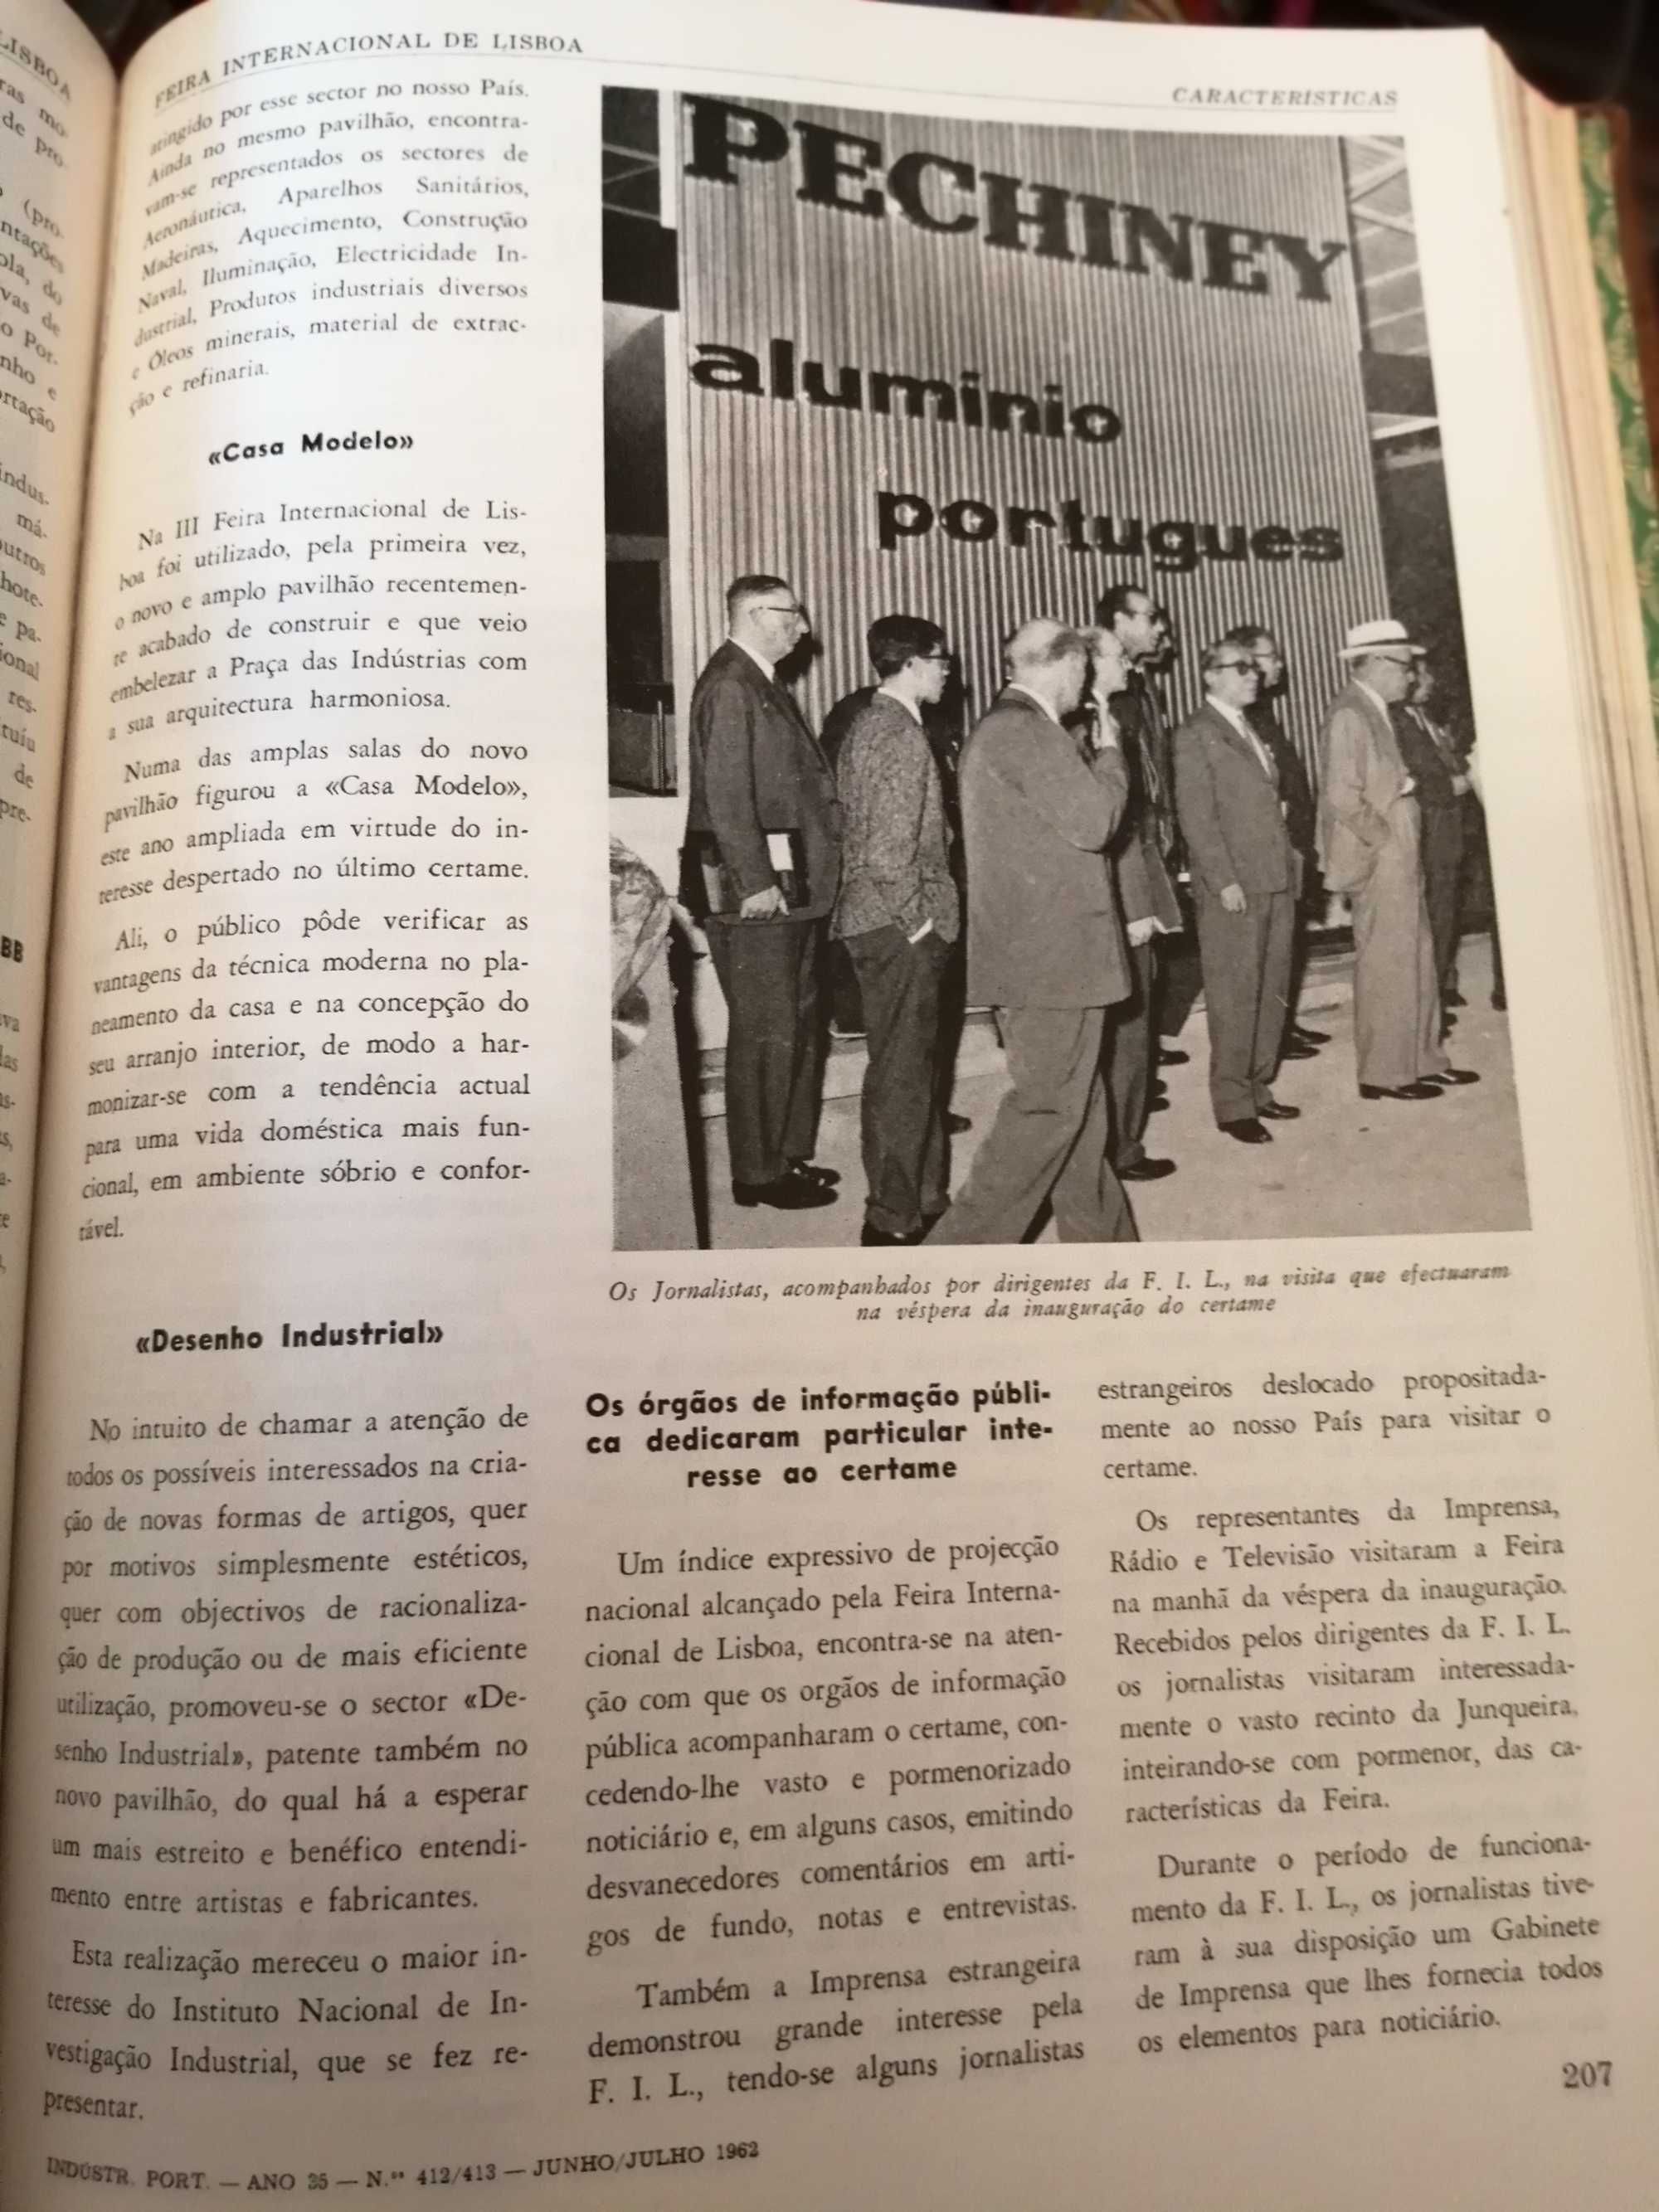 FEIRA INTERNACIONAL DE LISBOA
CARACTERÍSTICAS
atingido por esse sector no nosso País.
Ainda no mesmo pavilhão, encontra-
vam-se representados os sectores de
Aeronáutica, Aparelhos Sanitários,
Madeiras, Aquecimento, Construção
Naval, Iluminação, Electricidade In-
dustrial, Produtos industriais diversos
e Óleos minerais, material de extrac-
ção e refinaria.
«Casa Modelo»
Na III Feira Internacional de Lis-
boa foi utilizado, pela primeira vez,
o novo e amplo pavilhão recentemen-
te acabado de construir e que veio
embelezar a Praça das Indústrias com
a sua arquitectura harmoniosa.
Numa das amplas salas do novo
pavilhão figurou a «Casa Modelo»,
este ano ampliada em virtude do in-
teresse despertado no último certame.
Ali, o público pôde verificar as
vantagens da técnica moderna no pla-
neamento da casa e na concepção do
seu arranjo interior, de modo a har-
monizar-se com a tendência actual
para uma vida doméstica mais fun-
cional, em ambiente sóbrio e confor-
tável.
«Desenho Industrial»
No intuito de chamar a atenção de
todos os possíveis interessados na cria-
ção de novas formas de artigos, quer
por motivos simplesmente estéticos,
quer com objectivos de racionaliza-
ção de produção ou de mais eficiente
utilização, promoveu-se o sector «De-
senho Industrial», patente também no
novo pavilhão, do qual há a esperar
um mais estreito e benéfico entendi-
mento entre artistas e fabricantes.
Esta realização mereceu o maior in-
teresse do Instituto Nacional de In-
vestigação Industrial, que se fez re-
presentar.
PECHINEY
aluminio
portugues
Os Jornalistas, acompanhados por dirigentes da F. I. L., na visita que efectuaram
na véspera da inauguração do certame
Os órgãos de informação públi-
ca dedicaram particular inte-
resse ao certame
Um índice expressivo de projecção
nacional alcançado pela Feira Interna-
cional de Lisboa, encontra-se na aten-
ção com que os orgãos de informação
pública acompanharam o certame, con-
cedendo-lhe vasto e pormenorizado
noticiário e, em alguns casos, emitindo
desvanecedores comentários em arti-
gos de fundo, notas e entrevistas.
Também a Imprensa estrangeira
demonstrou grande interesse pela
F. I. L., tendo-se alguns jornalistas
estrangeiros deslocado propositada-
mente ao nosso País para visitar o
certame.
Os representantes da Imprensa,
Rádio e Televisão visitaram a Feira
na manhã da véspera da inauguração.
Recebidos pelos dirigentes da F. I. L.
os jornalistas visitaram interessada-
mente o vasto recinto da Junqueira,
inteirando-se com pormenor, das ca-
racterísticas da Feira.
Durante o período de funciona-
mento da F. I. L., os jornalistas tive-
ram à sua disposição um Gabinete
de Imprensa que lhes fornecia todos
os elementos para noticiário.
207
INDÚSTR. PORT. — ANO 35 — N.os 412/413 — JUNHO/JULHO 1962